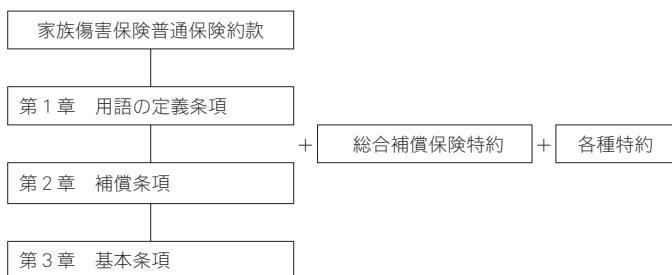 家族傷害保険普通保険約款
第1章　用語の定義条項
＋ 総合補償保険特約 ＋ 各種特約
第2章　補償条項
第3章　基本条項